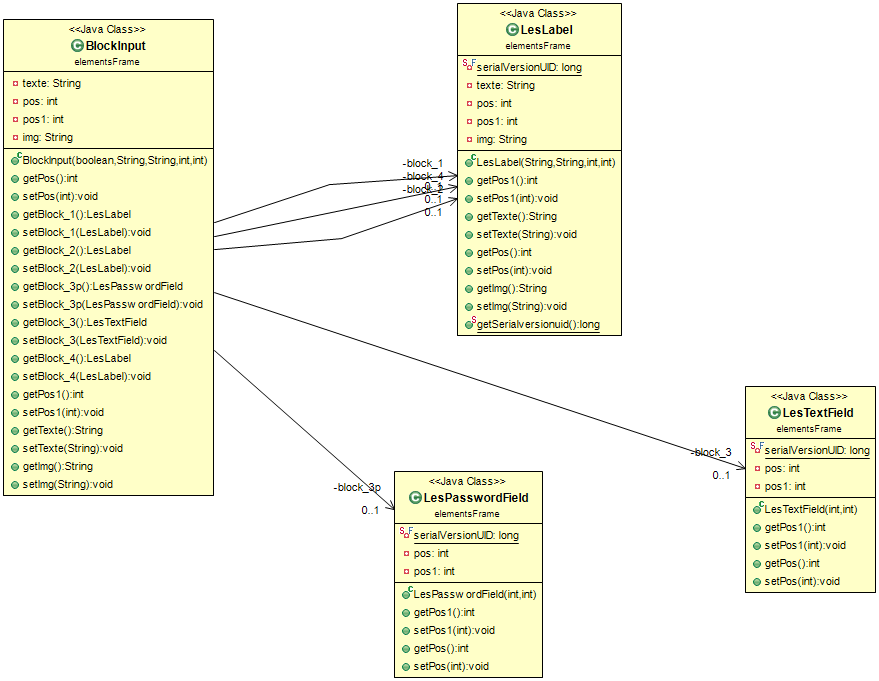 <<Java Class>>
BlockInput
elementsFrame
texte: String
pos: int
pos1: int
img: String
BlockInput(boolean,String,String,int,int)
getPos():int
setPos(int):void
getBlock_1():LesLabel
setBlock_1(LesLabel):void
getBlock_2():LesLabel
setBlock_2(LesLabel):void
getBlock_3p():LesPassw ordField
setBlock_3p(LesPassw ordField):void
getBlock_3():LesTextField
setBlock_3(LesTextField):void
getBlock_4():LesLabel
setBlock_4(LesLabel):void
getPos1():int
setPos1(int):void
getTexte():String
setTexte(String):void
getImg():String
setImg(String):void
-block_1
-block_4
0..1
-block_2
0..1
0..1
<<Java Class>>
LesLabel
elementsFrame
serialVersionUID: long
texte: String
pos: int
pos1: int
img: String
LesLabel(String,String,int,int)
getPos1():int
setPos1(int):void
getTexte():String
setTexte(String):void
getPos():int
setPos(int):void
getImg():String
setImg(String):void
getSerialversionuid():long
-block_3
0..1
<<Java Class>>
LesTextField
elementsFrame
serialVersionUID: long
pos: int
pos1: int
LesTextField(int,int)
getPos1():int
setPos1(int):void
getPos():int
setPos(int):void
-block_3p
0..1
<<Java Class>>
LesPasswordField
elementsFrame
serialVersionUID: long
pos: int
pos1: int
LesPassw ordField(int,int)
getPos1():int
setPos1(int):void
getPos():int
setPos(int):void